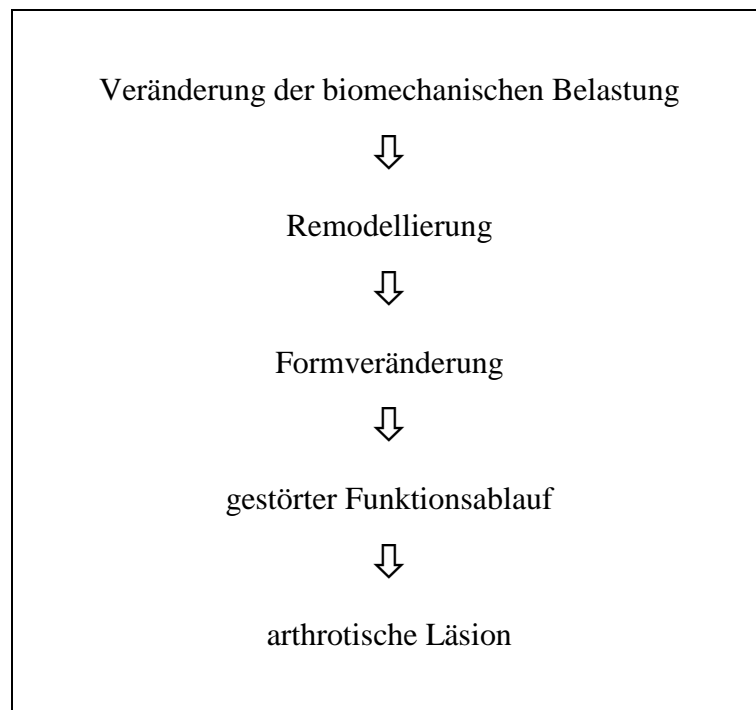 Veränderung der biomechanischen Belastung
Remodellierung
Formveränderung
gestörter Funktionsablauf
arthrotische Läsion